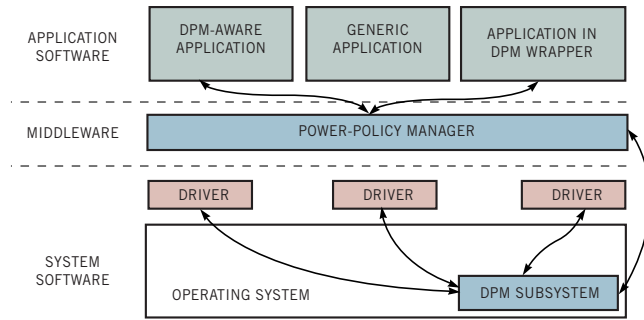 APPLICATION
SOFTWARE
DPM-AWARE
APPLICATION
GENERIC
APPLICATION
APPLICATION IN
DPM WRAPPER
MIDDLEWARE
POWER-POLICY MANAGER
SYSTEM
SOFTWARE
DRIVER
DRIVER
DRIVER
OPERATING SYSTEM
DPM SUBSYSTEM